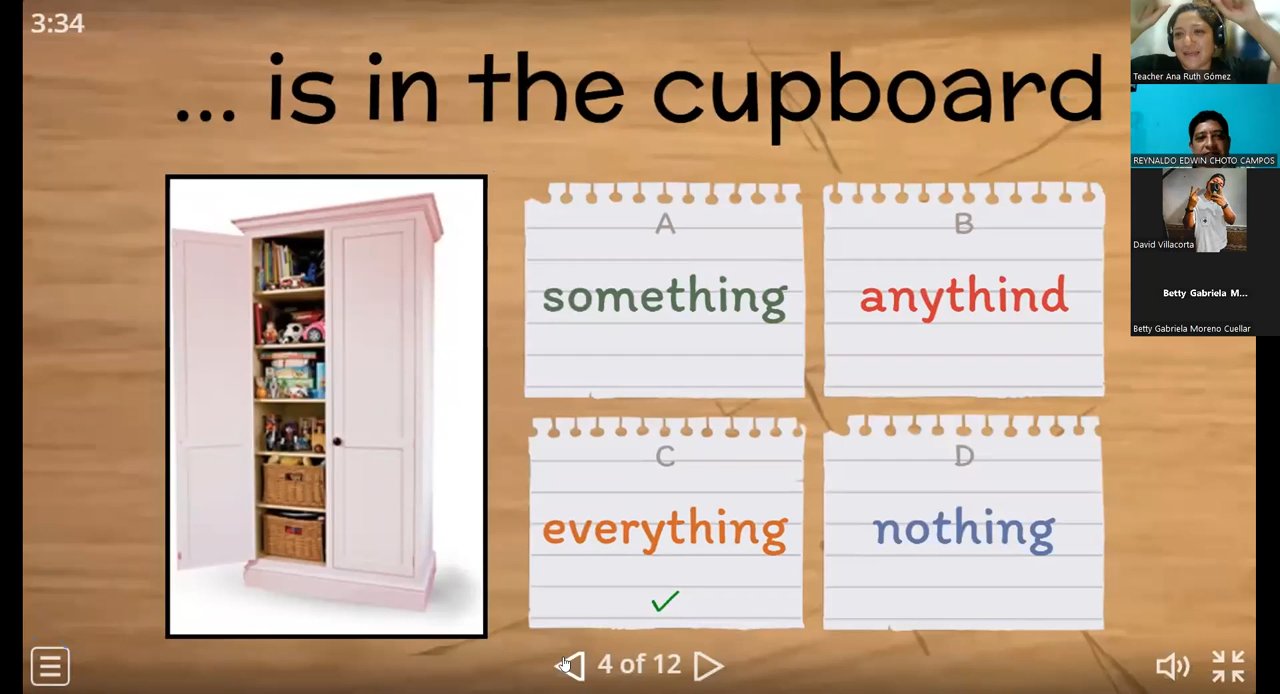 3:34
... is in the cupboard
A
something
B
anythind
C
everything
D
nothing
4 of 12
Teacher Ana Ruth Gómez
REYNALDO EDWIN CHOTO CAMPOS
David Villacorta
Betty Gabriela M...
Betty Gabriela Moreno Cuellar